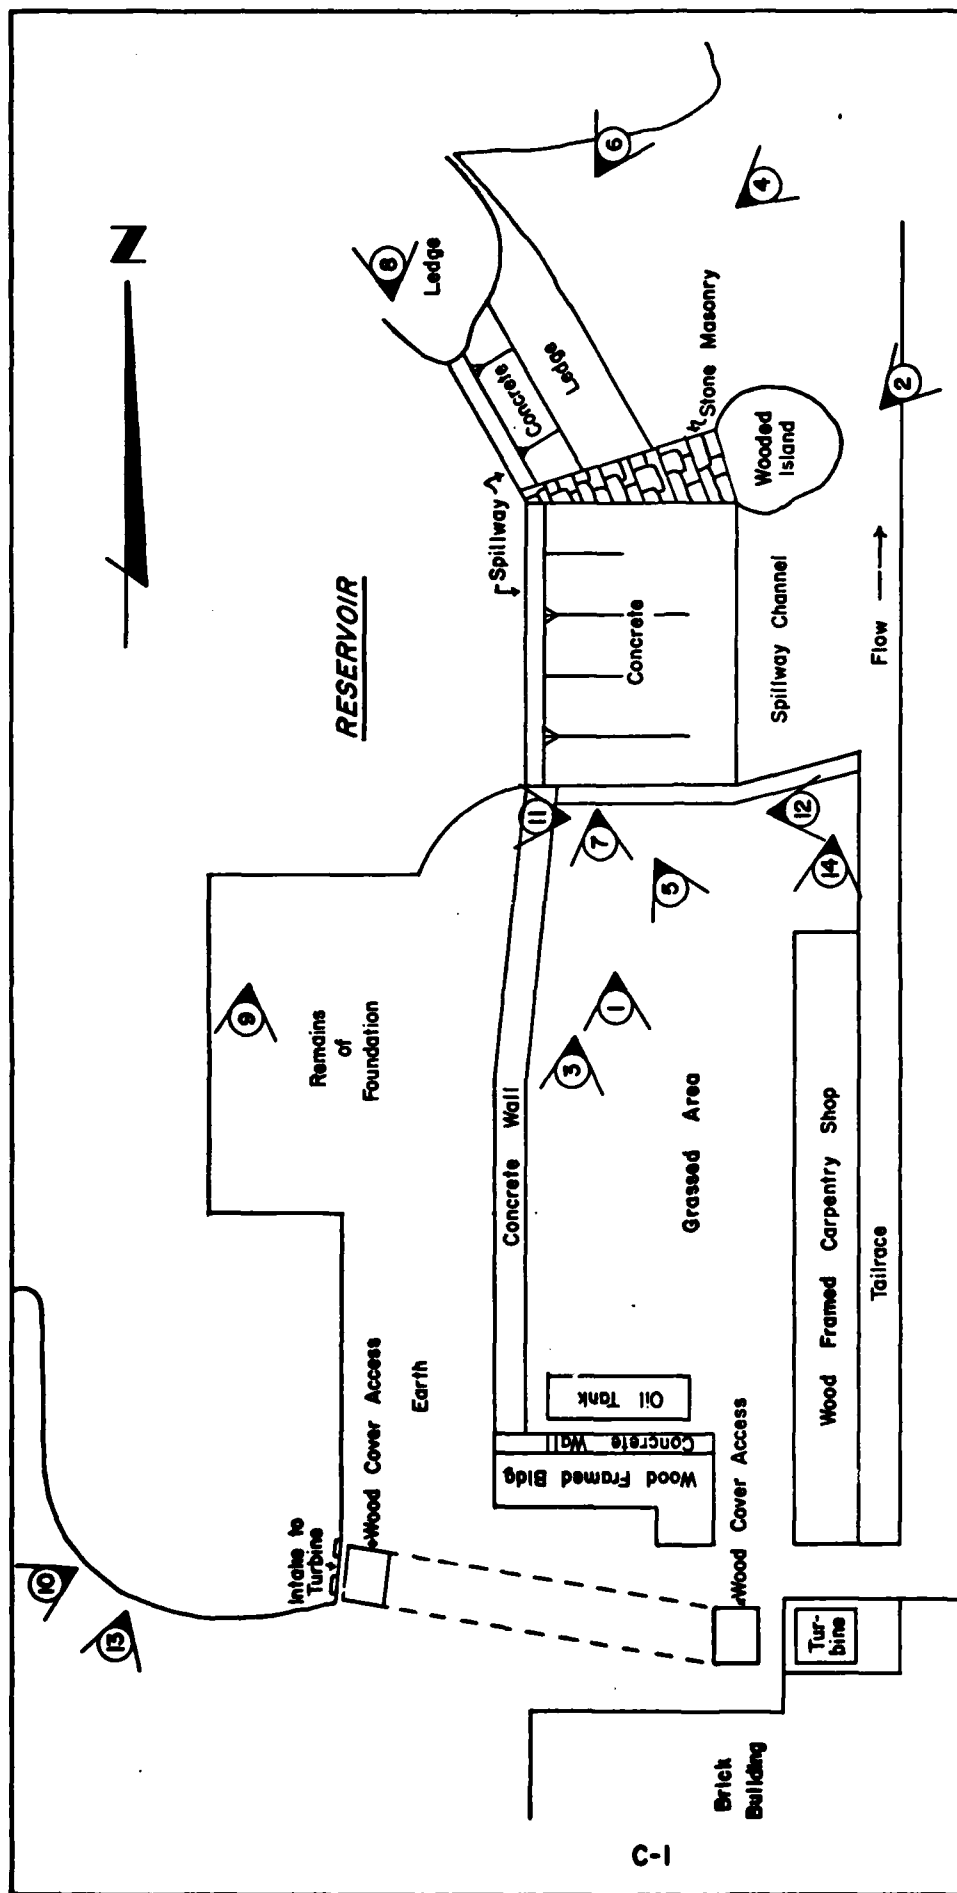 N
RESERVOIR
8
Ledge
6
4
2
Concrete
Ledge
Stone Masonry
Wooded
Island
Spillway
Concrete
Spillway Channel
Flow
11
7
5
12
14
9
1
3
Remains
of
Foundation
Concrete Wall
Grassed Area
Wood Framed Carpentry Shop
Tailrace
Earth
Oil Tank
Concrete Wall
Wood Framed Bldg
Wood Cover Access
Wood Cover Access
Intake to
Turbine
10
13
Tur-
bine
Brick
Building
C-1